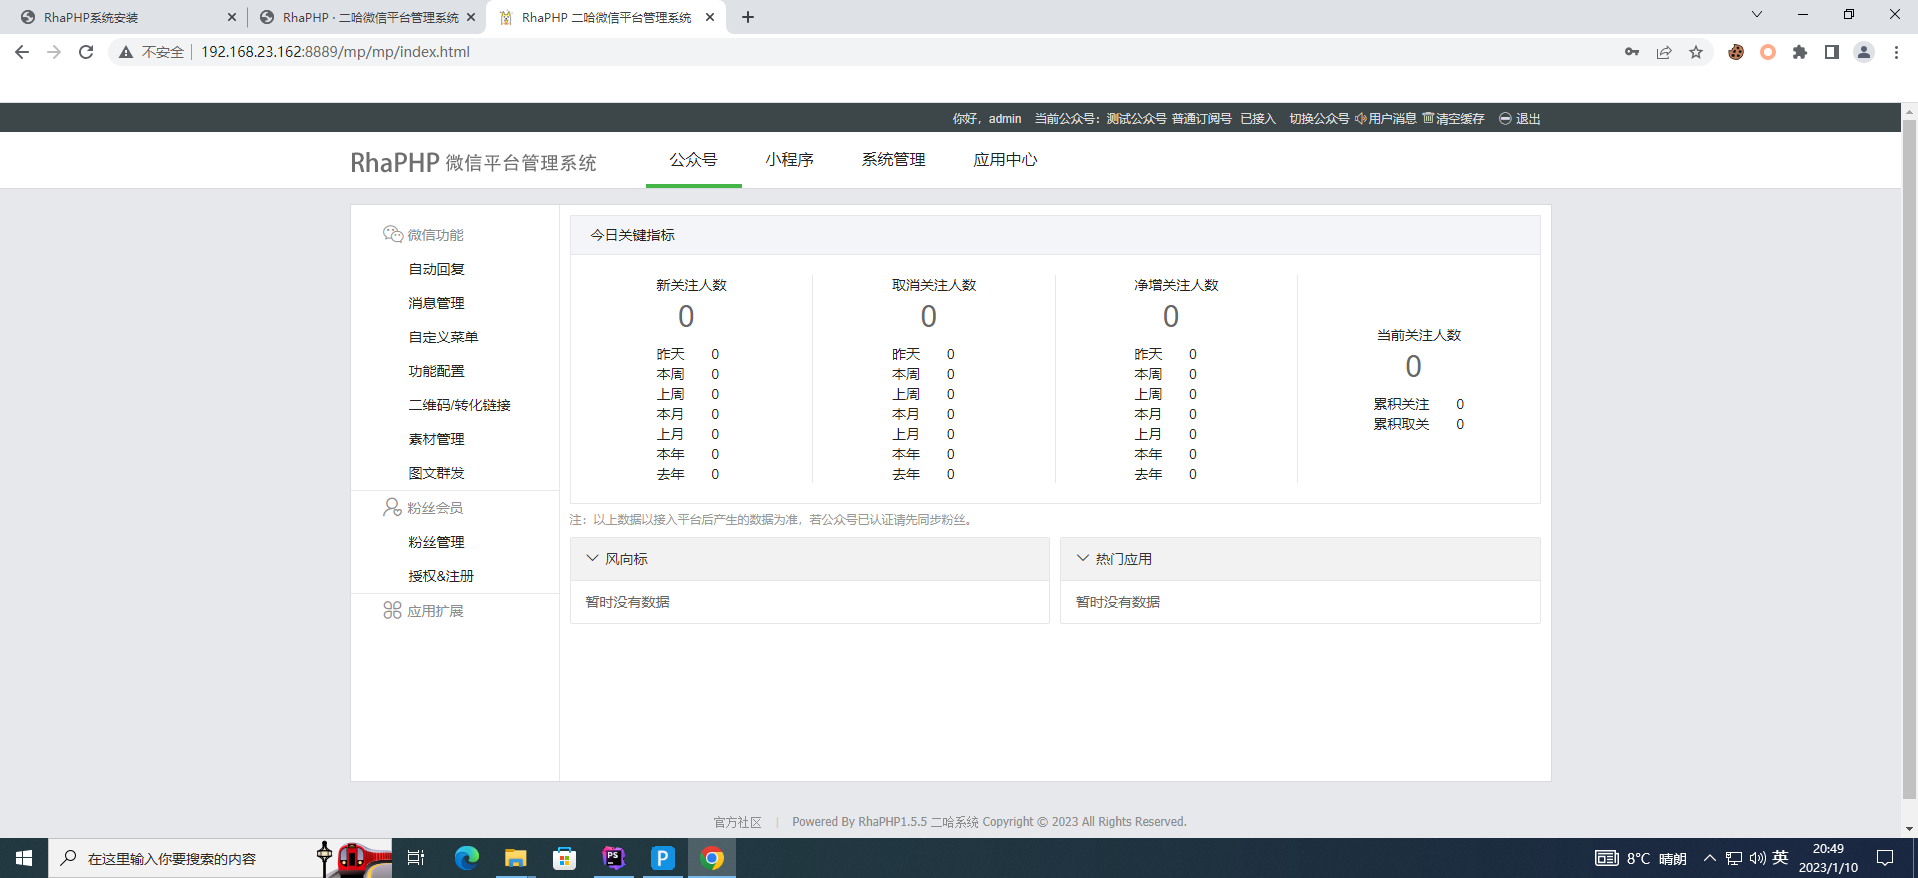 RhaPHP系统安装
RhaPHP · 二哈微信平台管理系统
RhaPHP 二哈微信平台管理系统
不安全 192.168.23.162:8889/mp/mp/index.html
你好，admin 当前公众号：测试公众号 普通订阅号 已接入 切换公众号 用户消息 清空缓存 退出
RhaPHP 微信平台管理系统 公众号 小程序 系统管理 应用中心
微信功能
自动回复
消息管理
自定义菜单
功能配置
二维码/转化链接
素材管理
图文群发
粉丝会员
粉丝管理
授权&注册
应用扩展
今日关键指标
新关注人数
0
昨天 0
本周 0
上周 0
本月 0
上月 0
本年 0
去年 0
取消关注人数
0
昨天 0
本周 0
上周 0
本月 0
上月 0
本年 0
去年 0
净增关注人数
0
昨天 0
本周 0
上周 0
本月 0
上月 0
本年 0
去年 0
当前关注人数
0
累积关注 0
累积取关 0
注：以上数据以接入平台后产生的数据为准，若公众号已认证请先同步粉丝。
风向标
暂时没有数据
热门应用
暂时没有数据
官方社区 | Powered By RhaPHP1.5.5 二哈系统 Copyright © 2023 All Rights Reserved.
在这里输入你要搜索的内容
PS
P
8°C 晴朗
英
20:49
2023/1/10